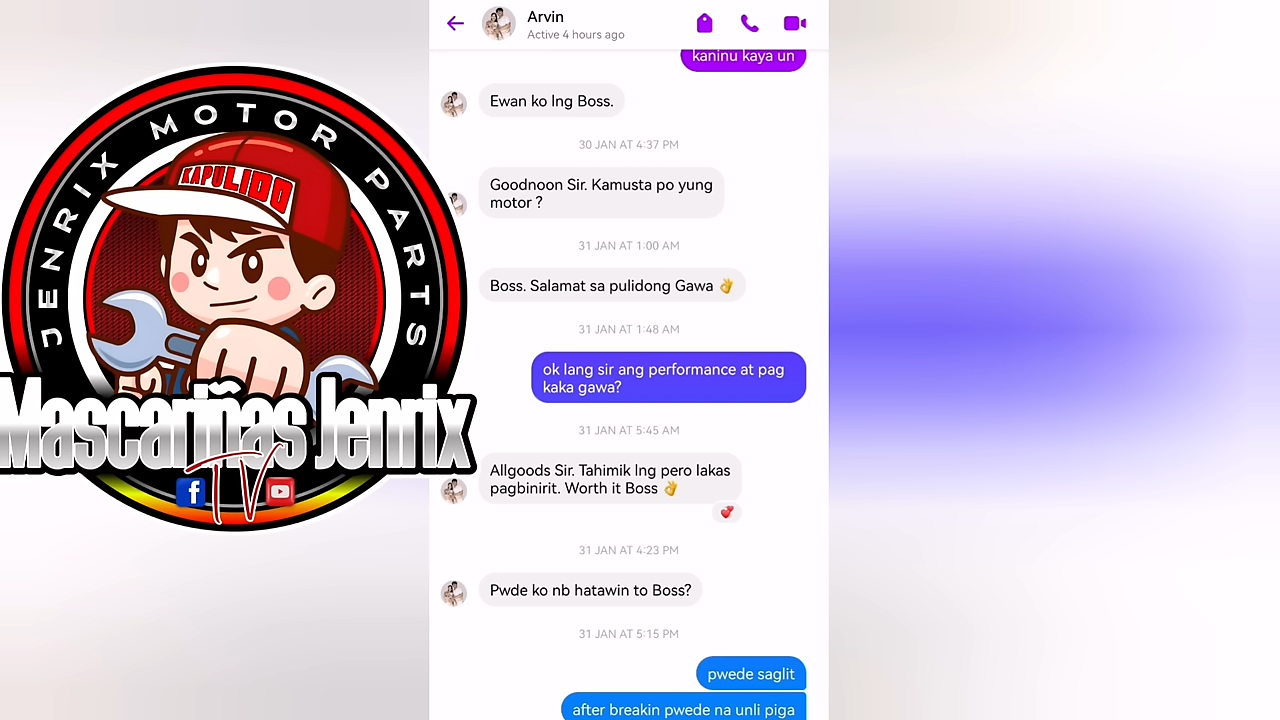 JENRIX MOTOR PARTS
KAPULIDO
Mascariñas Jenrix
TV
Arvin
Active 4 hours ago
kaninu kaya un
Ewan ko lng Boss.
30 JAN AT 4:37 PM
Goodnoon Sir. Kamusta po yung
motor ?
31 JAN AT 1:00 AM
Boss. Salamat sa pulidong Gawa 👌
31 JAN AT 1:48 AM
ok lang sir ang performance at pag
kaka gawa?
31 JAN AT 5:45 AM
Allgoods Sir. Tahimik lng pero lakas
pagbinirit. Worth it Boss 👌
31 JAN AT 4:23 PM
Pwde ko nb hatawin to Boss?
31 JAN AT 5:15 PM
pwede saglit
after breakin pwede na unli piga